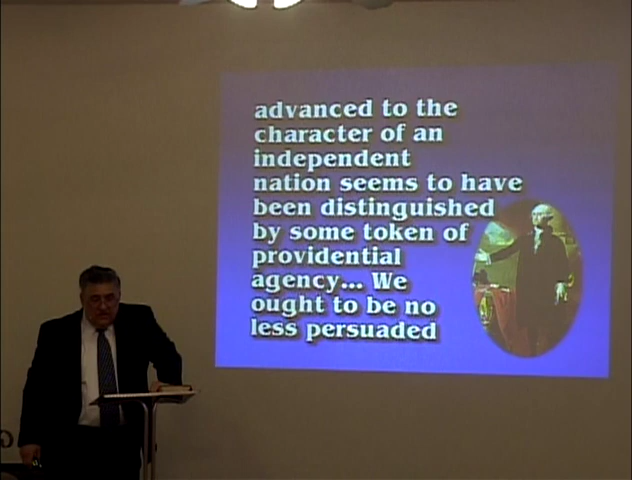 advanced to the
character of an
independent
nation seems to have
been distinguished
by some token of
providential
agency... We
ought to be no
less persuaded